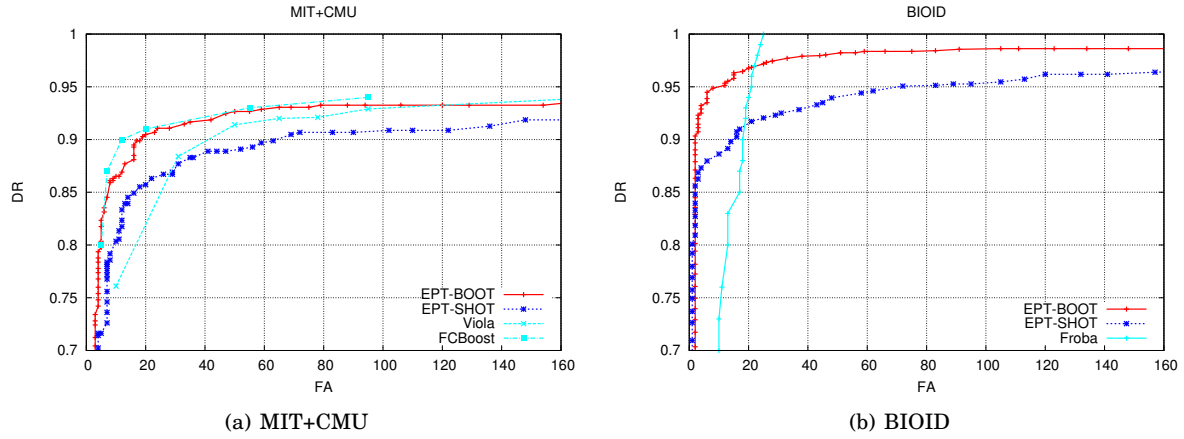 MIT+CMU
1
0.95
0.9
0.85
0.8
0.75
0.7
DR
0 20 40 60 80 100 120 140 160
FA
EPT-BOOT
EPT-SHOT
Viola
FCBoost
(a) MIT+CMU
BIOID
1
0.95
0.9
0.85
0.8
0.75
0.7
DR
0 20 40 60 80 100 120 140 160
FA
EPT-BOOT
EPT-SHOT
Froba
(b) BIOID